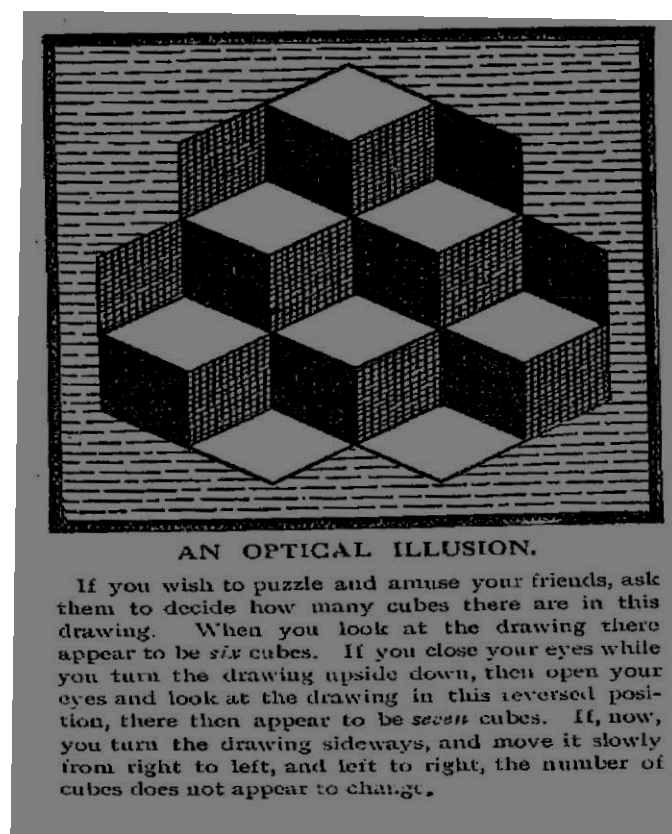 AN OPTICAL ILLUSION.
If you wish to puzzle and amuse your friends, ask
them to decide how many cubes there are in this
drawing. When you look at the drawing there
appear to be six cubes. If you close your eyes while
you turn the drawing upside down, then open your
eyes and look at the drawing in this reversed posi-
tion, there then appear to be seven cubes. If, now,
you turn the drawing sideways, and move it slowly
from right to left, and left to right, the number of
cubes does not appear to change.